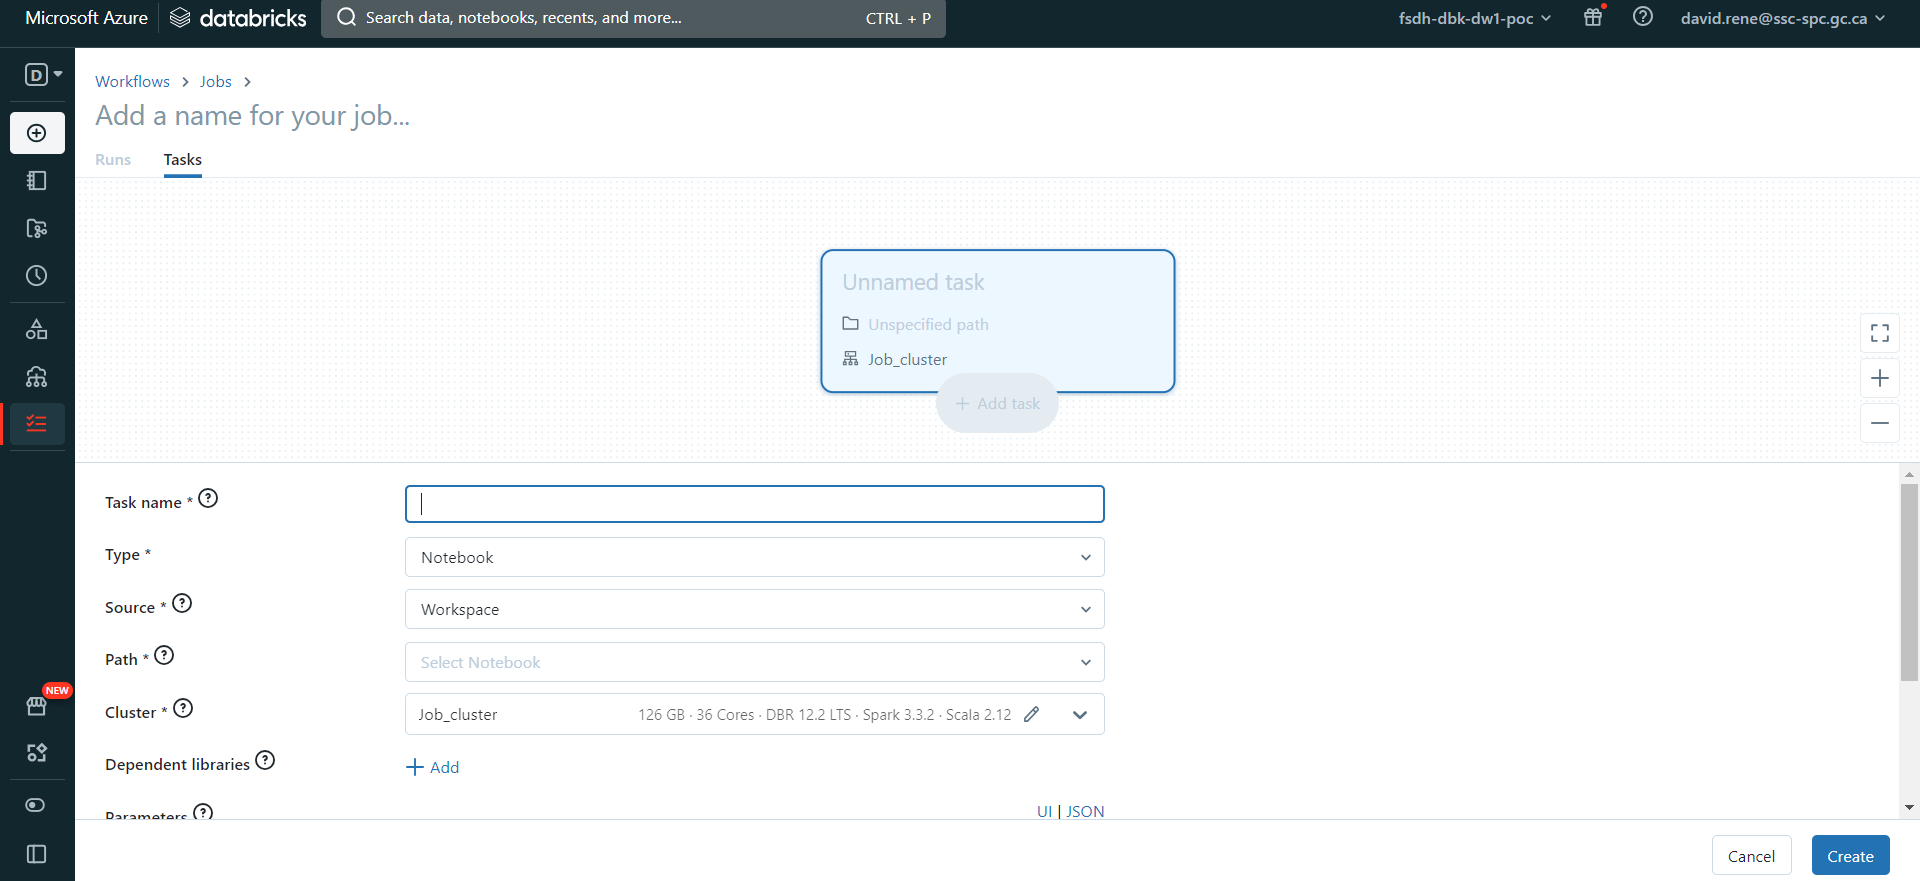 Microsoft Azure databricks Search data, notebooks, recents, and more... CTRL + P fsdh-dbk-dw1-poc david.rene@ssc-spc.gc.ca
D
Workflows > Jobs >
Add a name for your job...
Runs Tasks
Unnamed task
Unspecified path
Job_cluster
+ Add task
Task name * ?
Type * Notebook
Source * ? Workspace
Path * ? Select Notebook
NEW
Cluster * ? Job_cluster 126 GB · 36 Cores · DBR 12.2 LTS · Spark 3.3.2 · Scala 2.12
Dependent libraries ? + Add
Parameters ? UI | JSON
Cancel Create